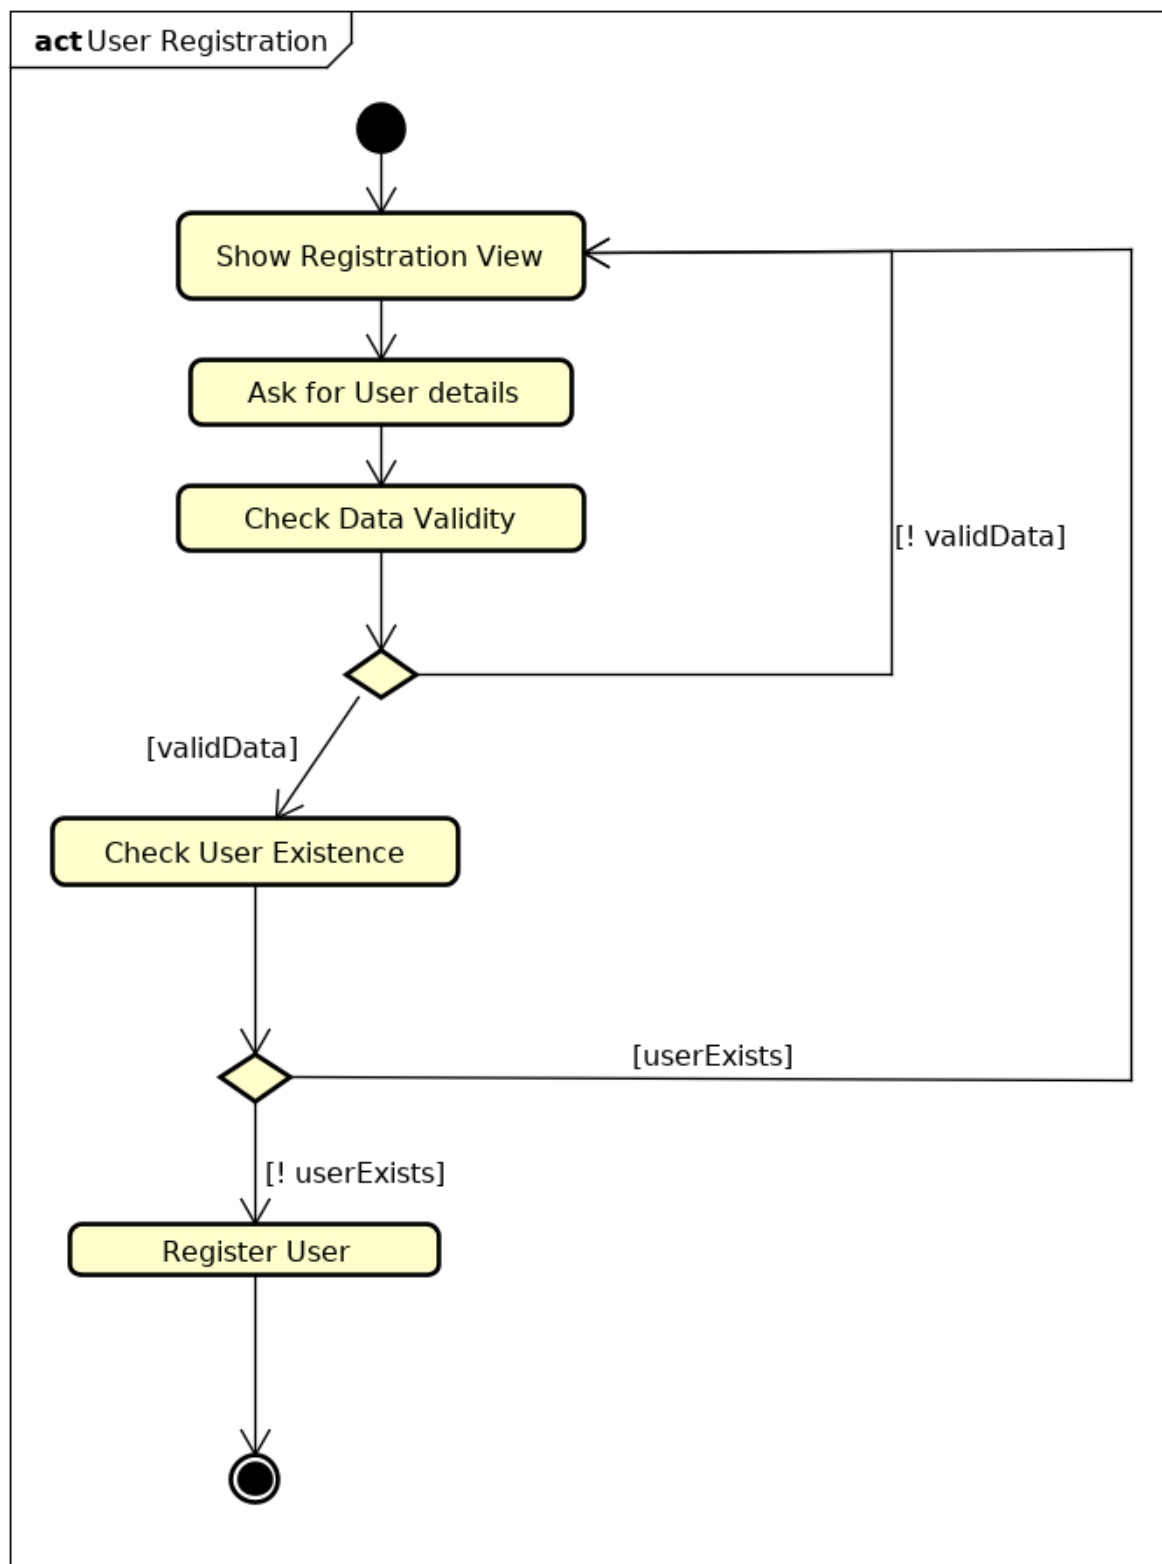 act User Registration
Show Registration View
Ask for User details
Check Data Validity
[! validData]
[validData]
Check User Existence
[userExists]
[! userExists]
Register User